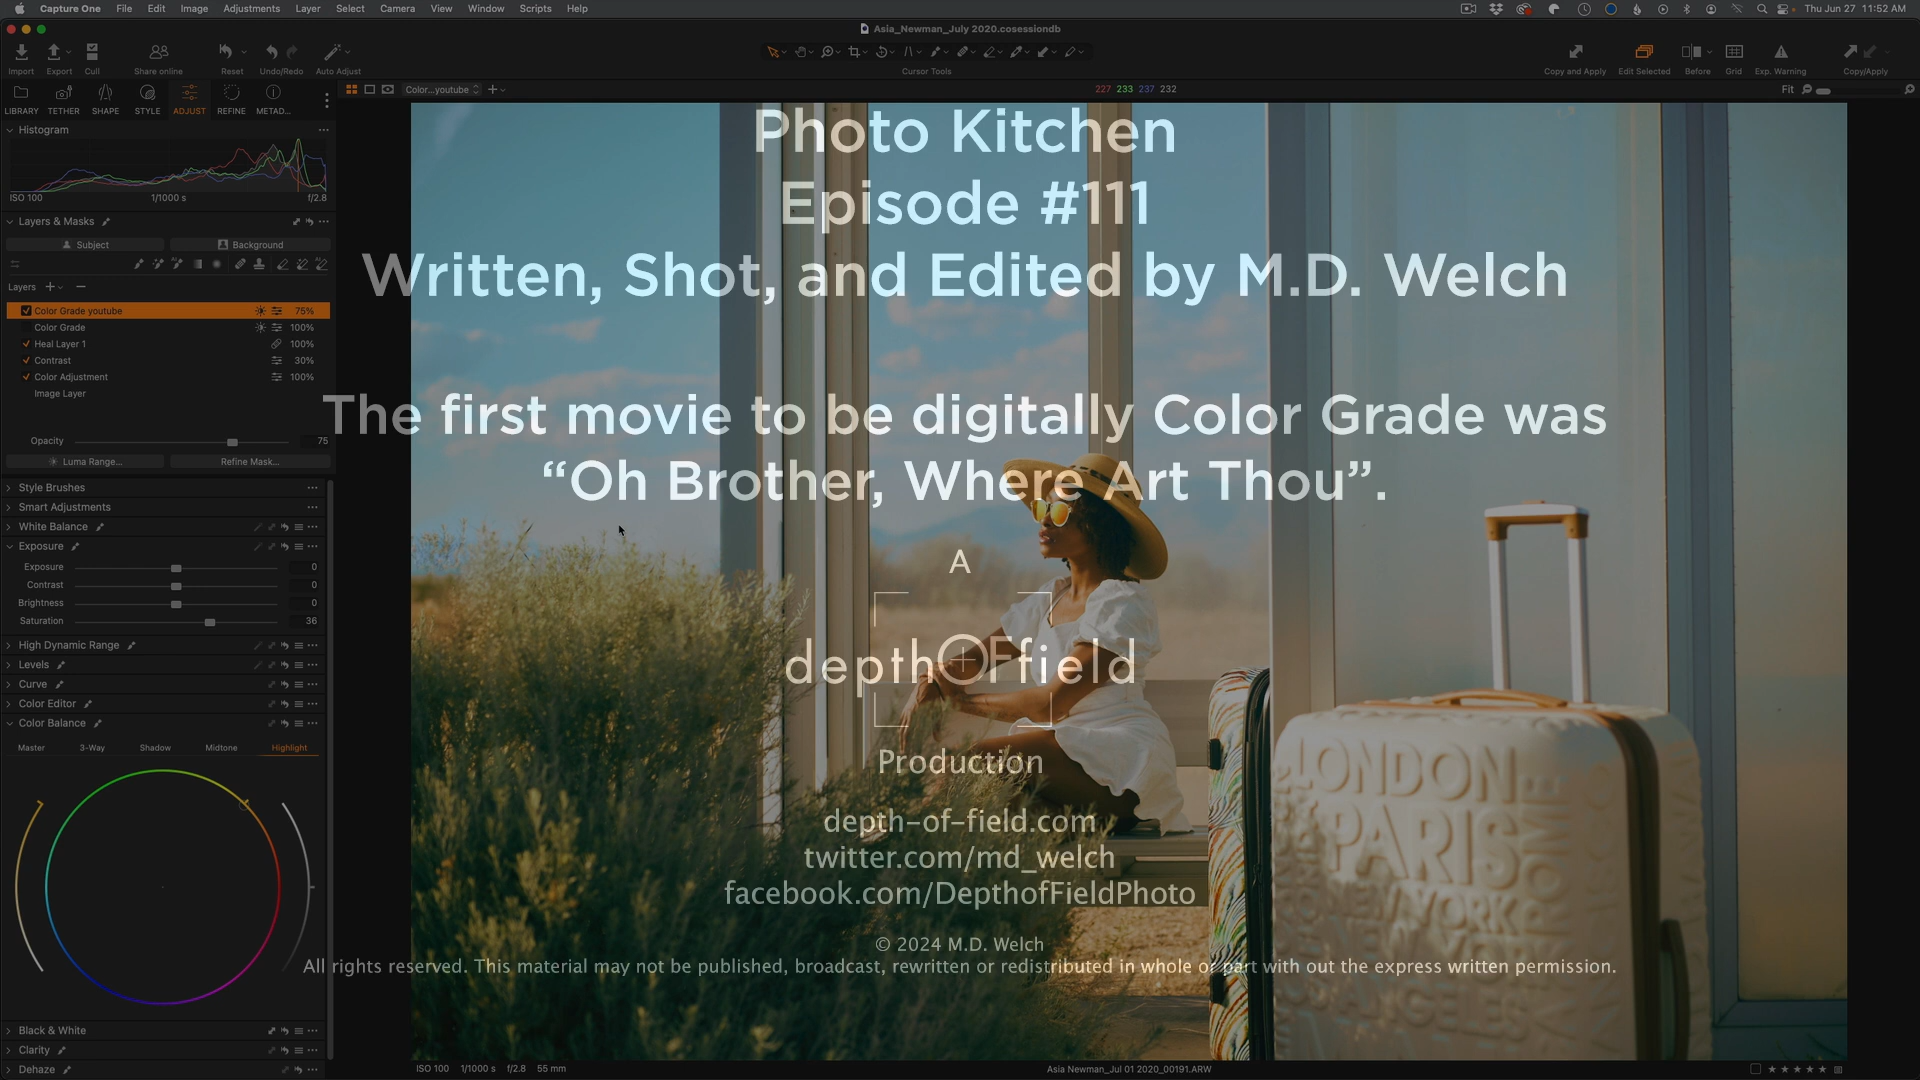 Capture One File Edit Image Adjustments Layer Select Camera View Window Scripts Help
Thu Jun 27 11:52 AM
Asia_Newman_July 2020.cosessiondb
Import Export Cull Share online Reset Undo/Redo Auto Adjust
Cursor Tools
Copy and Apply Edit Selected Before Grid Exp. Warning Copy/Apply
LIBRARY TETHER SHAPE STYLE ADJUST REFINE METAD...
Color...youtube
227 233 237 232
Fit
Histogram
ISO 100 1/1000 s f/2.8
Layers & Masks
Subject Background
Layers
Color Grade youtube 75%
Color Grade 100%
Heal Layer 1 100%
Contrast 30%
Color Adjustment 100%
Image Layer
Opacity 75
Luma Range... Refine Mask...
Style Brushes
Smart Adjustments
White Balance
Exposure
Exposure 0
Contrast 0
Brightness 0
Saturation 36
High Dynamic Range
Levels
Curve
Color Editor
Color Balance
Master 3-Way Shadow Midtone Highlight
Black & White
Clarity
Dehaze
Photo Kitchen
Episode #111
Written, Shot, and Edited by M.D. Welch
The first movie to be digitally Color Grade was
“Oh Brother, Where Art Thou”.
A
depthOFfield
Production
depth-of-field.com
twitter.com/md_welch
facebook.com/DepthofFieldPhoto
© 2024 M.D. Welch
All rights reserved. This material may not be published, broadcast, rewritten or redistributed in whole or part with out the express written permission.
LONDON
PARIS
ROME
NEW YORK
ANGELES
ISO 100 1/1000 s f/2.8 55 mm
Asia Newman_Jul 01 2020_00191.ARW